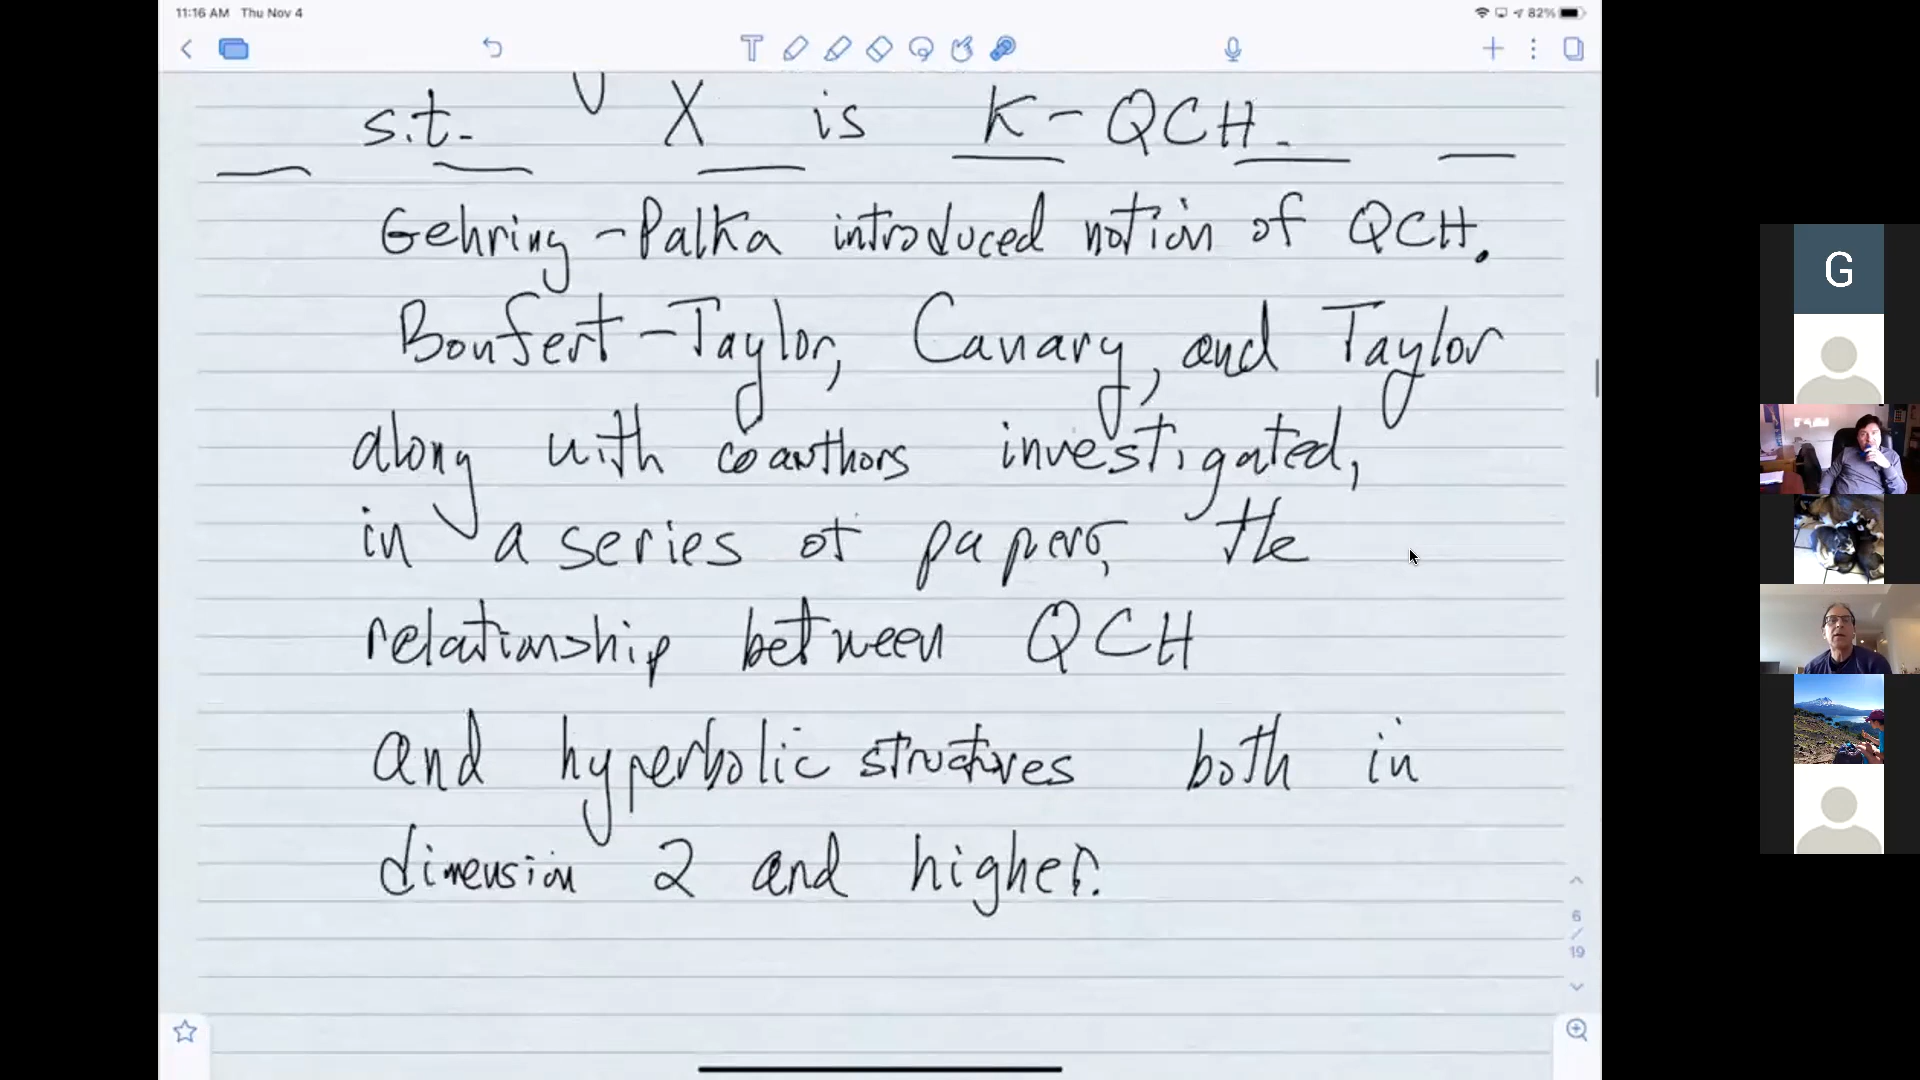 11:16 AM Thu Nov 4
82%
s.t. X is K-QCH.
Gehring-Palka introduced notion of QCH.
Bonfert-Taylor, Canary, and Taylor
along with coauthors investigated,
in a series of papers, the
relationship between QCH
and hyperbolic structures both in
dimension 2 and higher.
6
/
19
G